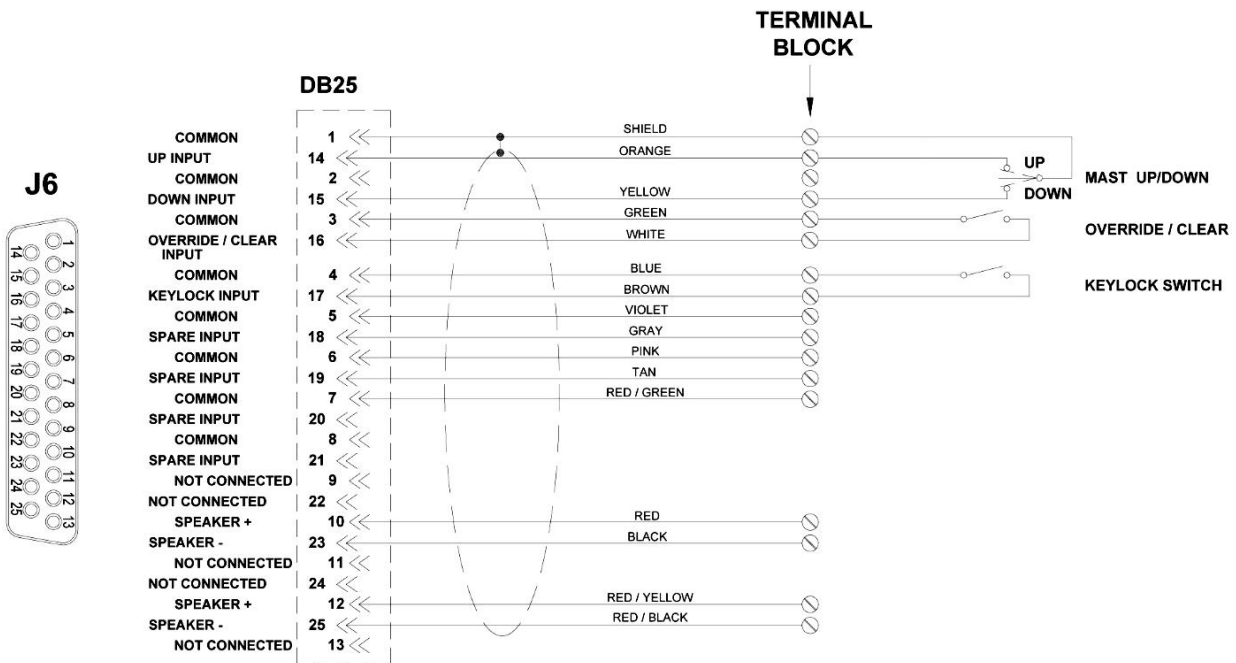 TERMINAL
BLOCK
DB25
J6
COMMON 1 SHIELD
UP INPUT 14 ORANGE
COMMON 2
DOWN INPUT 15 YELLOW
COMMON 3 GREEN
OVERRIDE / CLEAR 16 WHITE
INPUT
COMMON 4 BLUE
KEYLOCK INPUT 17 BROWN
COMMON 5 VIOLET
SPARE INPUT 18 GRAY
COMMON 6 PINK
SPARE INPUT 19 TAN
COMMON 7 RED / GREEN
SPARE INPUT 20
COMMON 8
SPARE INPUT 21
NOT CONNECTED 9
NOT CONNECTED 22
SPEAKER + 10 RED
SPEAKER - 23 BLACK
NOT CONNECTED 11
NOT CONNECTED 24
SPEAKER + 12 RED / YELLOW
SPEAKER - 25 RED / BLACK
NOT CONNECTED 13
UP
DOWN
MAST UP/DOWN
OVERRIDE / CLEAR
KEYLOCK SWITCH
1
2
3
4
5
6
7
8
9
10
11
12
13
14
15
16
17
18
19
20
21
22
23
24
25